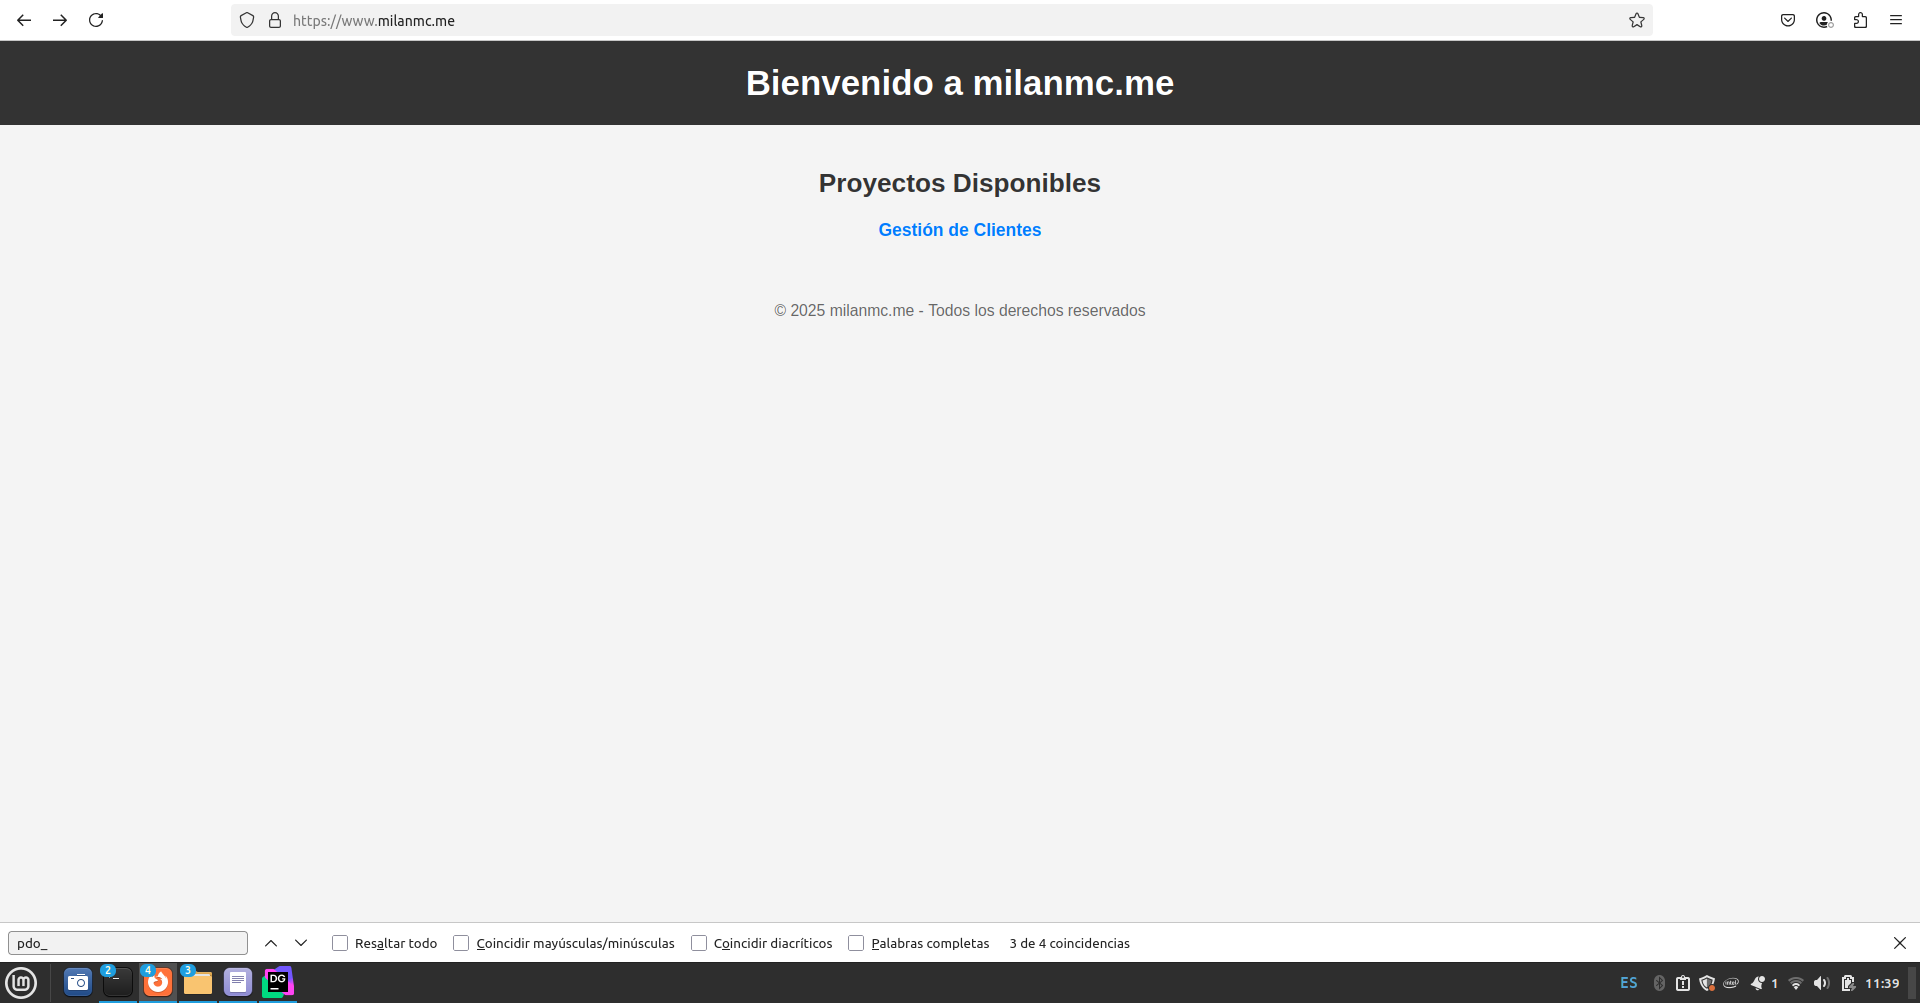 https://www.milanmc.me
Bienvenido a milanmc.me
Proyectos Disponibles
Gestión de Clientes
© 2025 milanmc.me - Todos los derechos reservados
pdo_ Resaltar todo Coincidir mayúsculas/minúsculas Coincidir diacríticos Palabras completas 3 de 4 coincidencias
2 4 3 DG ES intel 1 11:39